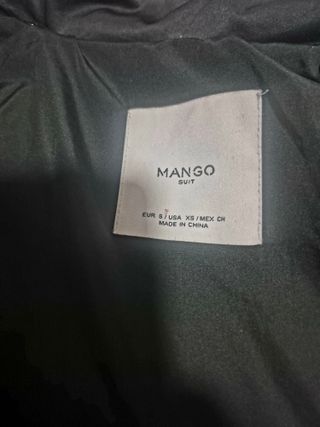 MANGO
SUIT
EUR S / USA XS / MEX CH
MADE IN CHINA